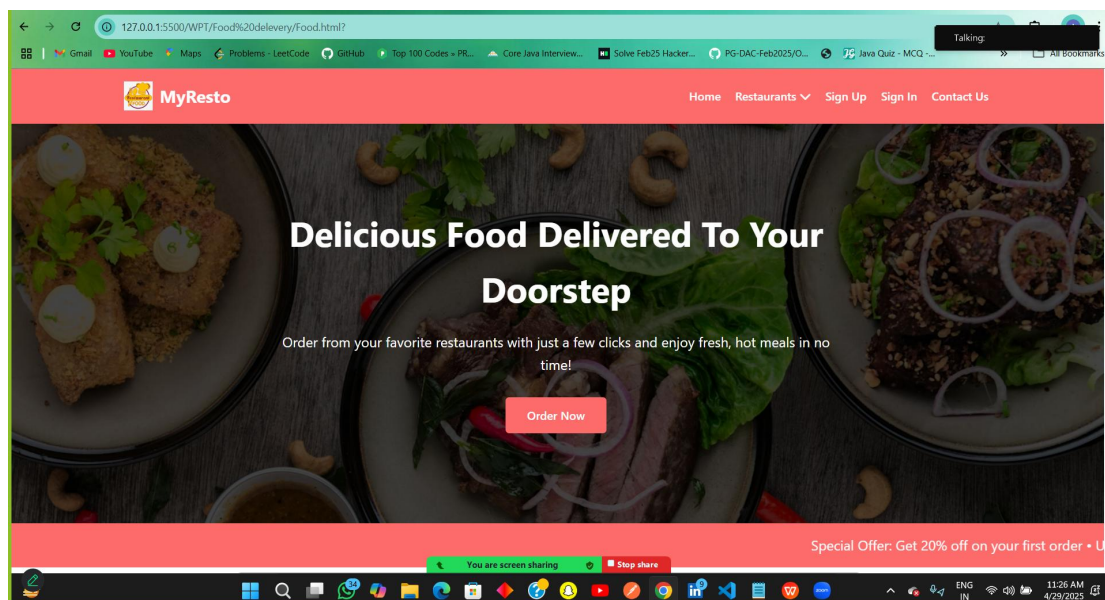 127.0.0.1:5500/WPT/Food%20delevery/Food.html?
Talking:
Gmail YouTube Maps Problems - LeetCode GitHub Top 100 Codes » PR... Core Java Interview... Solve Feb25 Hacker... PG-DAC-Feb2025/O... Java Quiz - MCQ -... » All Bookmarks
MyResto
Home Restaurants Sign Up Sign In Contact Us
Delicious Food Delivered To Your
Doorstep
Order from your favorite restaurants with just a few clicks and enjoy fresh, hot meals in no
time!
Order Now
Special Offer: Get 20% off on your first order • U
You are screen sharing Stop share
34
9
ENG
IN
11:26 AM
4/29/2025